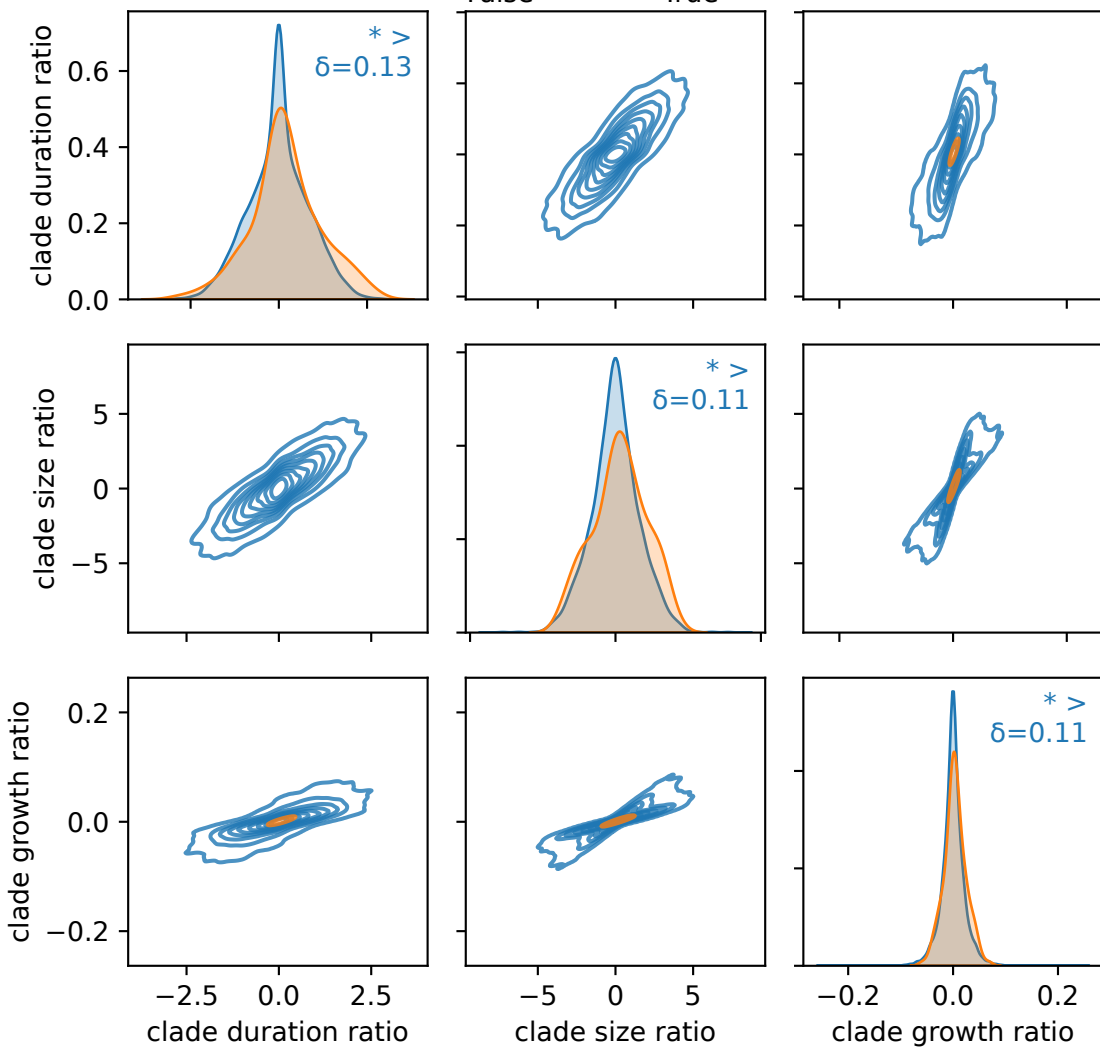 * >
δ=0.13
clade duration ratio
0.6
0.4
0.2
0.0
* >
δ=0.11
clade size ratio
5
0
−5
* >
δ=0.11
clade growth ratio
0.2
0.0
−0.2
−2.5 0.0 2.5
−5 0 5
−0.2 0.0 0.2
clade duration ratio
clade size ratio
clade growth ratio